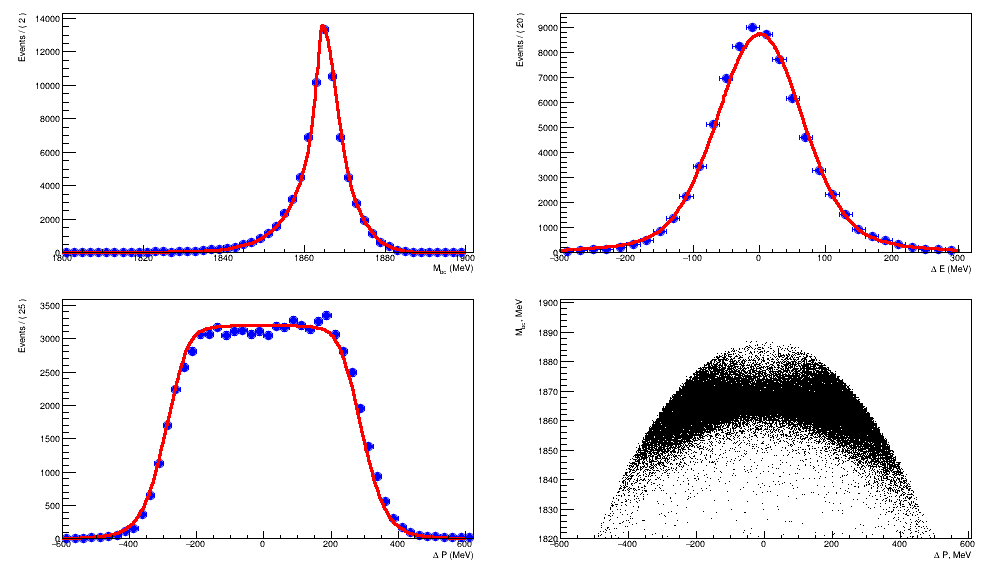 Events / ( 2 )
14000
12000
10000
8000
6000
4000
2000
0
1800 1820 1840 1860 1880 1900
M_bc (MeV)
Events / ( 20 )
9000
8000
7000
6000
5000
4000
3000
2000
1000
0
−300 −200 −100 0 100 200 300
Δ E (MeV)
Events / ( 25 )
3500
3000
2500
2000
1500
1000
500
0
−600 −400 −200 0 200 400 600
Δ P (MeV)
M_bc, MeV
1900
1890
1880
1870
1860
1850
1840
1830
1820
−600 −400 −200 0 200 400 600
Δ P, MeV